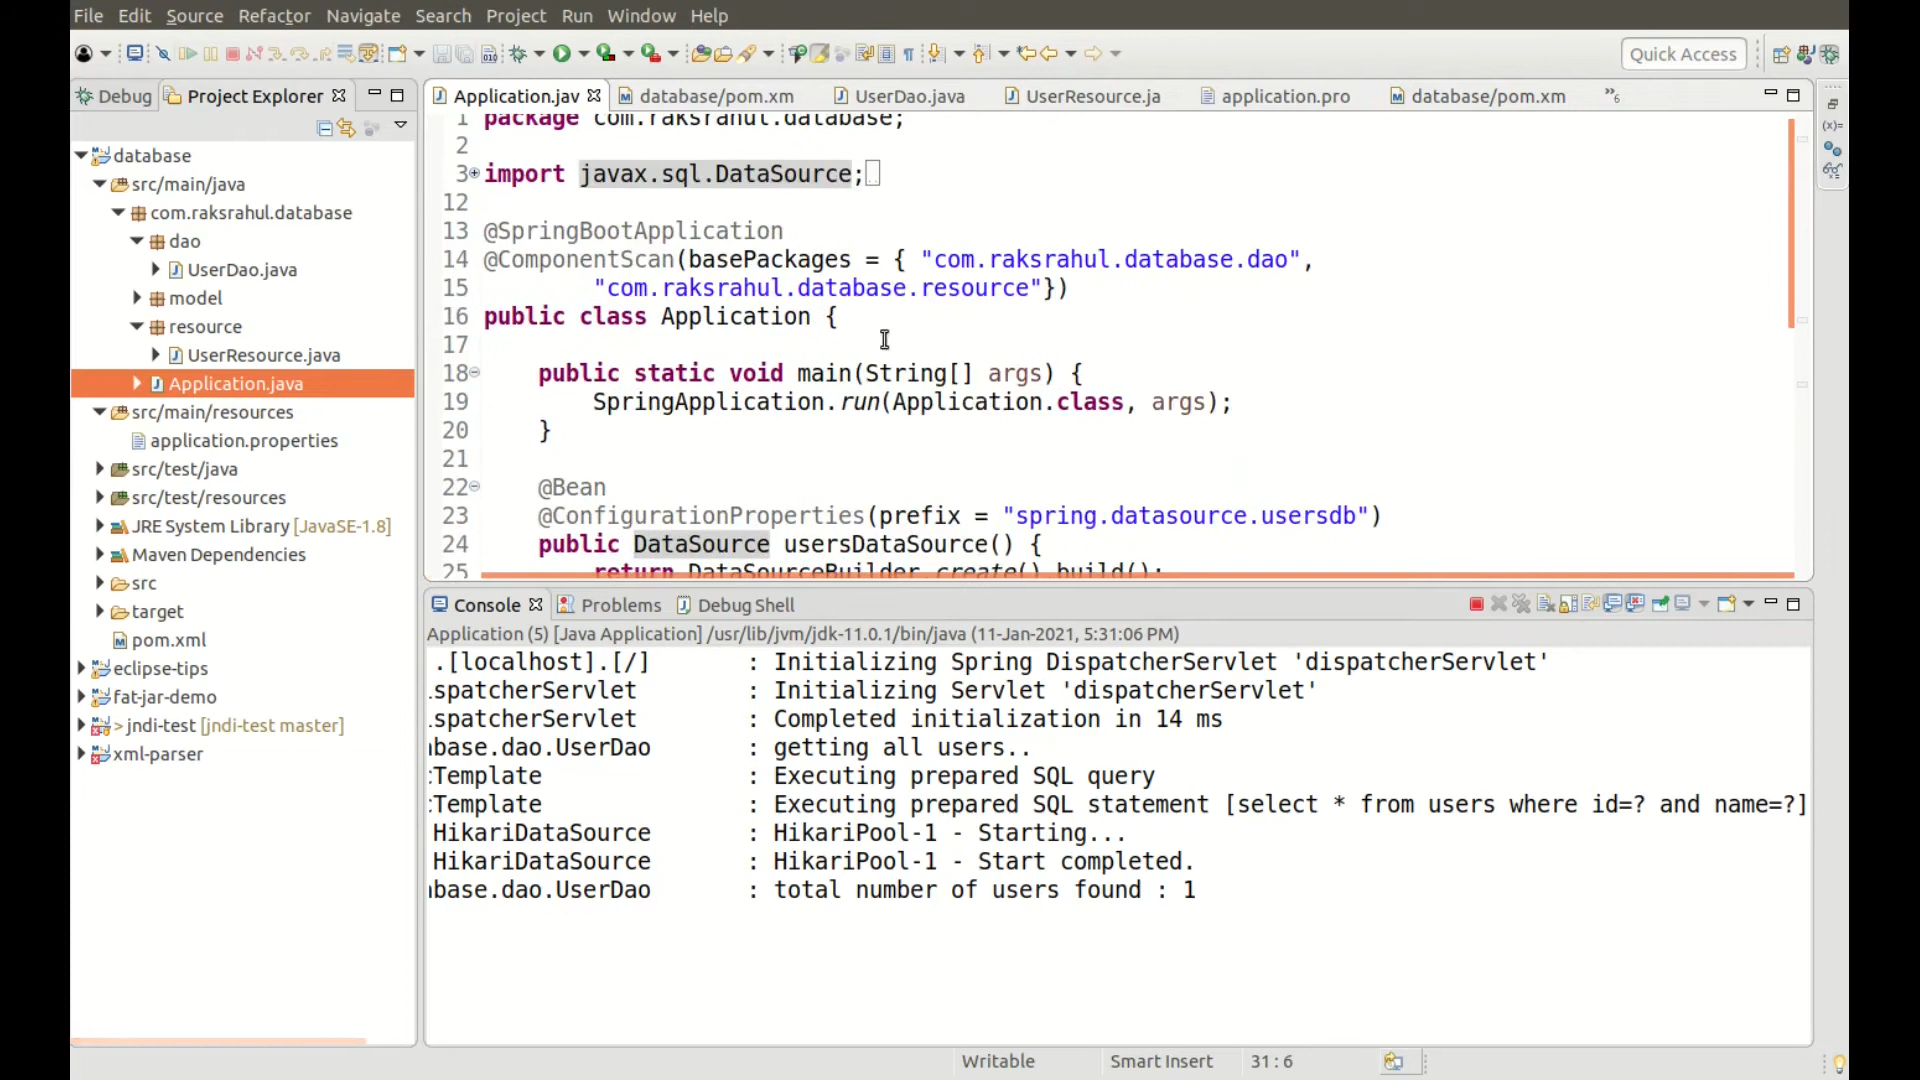 File Edit Source Refactor Navigate Search Project Run Window Help
Quick Access
Debug Project Explorer
Application.jav database/pom.xm UserDao.java UserResource.ja application.pro database/pom.xm »6
database
src/main/java
com.raksrahul.database
dao
UserDao.java
model
resource
UserResource.java
Application.java
src/main/resources
application.properties
src/test/java
src/test/resources
JRE System Library [JavaSE-1.8]
Maven Dependencies
src
target
pom.xml
eclipse-tips
fat-jar-demo
> jndi-test [jndi-test master]
xml-parser
1 package com.raksrahul.database;
2
3 import javax.sql.DataSource;
12
13 @SpringBootApplication
14 @ComponentScan(basePackages = { "com.raksrahul.database.dao",
15 "com.raksrahul.database.resource"})
16 public class Application {
17
18 public static void main(String[] args) {
19 SpringApplication.run(Application.class, args);
20 }
21
22 @Bean
23 @ConfigurationProperties(prefix = "spring.datasource.usersdb")
24 public DataSource usersDataSource() {
25 return DataSourceBuilder.create().build();
Console Problems Debug Shell
Application (5) [Java Application] /usr/lib/jvm/jdk-11.0.1/bin/java (11-Jan-2021, 5:31:06 PM)
.[localhost].[/] : Initializing Spring DispatcherServlet 'dispatcherServlet'
spatcherServlet : Initializing Servlet 'dispatcherServlet'
spatcherServlet : Completed initialization in 14 ms
base.dao.UserDao : getting all users..
Template : Executing prepared SQL query
Template : Executing prepared SQL statement [select * from users where id=? and name=?]
HikariDataSource : HikariPool-1 - Starting...
HikariDataSource : HikariPool-1 - Start completed.
base.dao.UserDao : total number of users found : 1
Writable Smart Insert 31 : 6